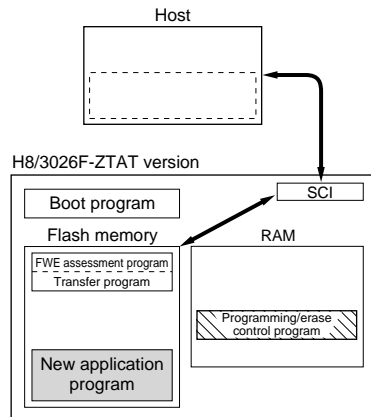 Host
H8/3026F-ZTAT version
SCI
Boot program
Flash memory
RAM
FWE assessment program
Transfer program
Programming/erase
control program
New application
program